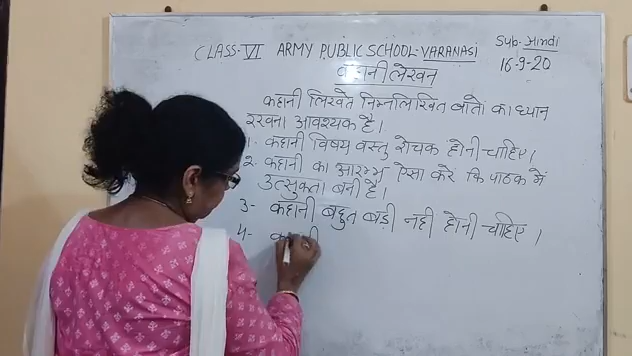 CLASS-VI ARMY PUBLIC SCHOOL-VARANASI
Sub- हिन्दी
16-9-20
कहानी लेखन
कहानी लिखते निम्नलिखित बातो का ध्यान
रखना आवश्यक है।
1. कहानी विषय वस्तु रोचक होनी चाहिए।
2. कहानी का आरम्भ ऐसा करे कि पाठक में
उत्सुकता बनी है।
3- कहानी बहुत बड़ी नही होनी चाहिए।
4-